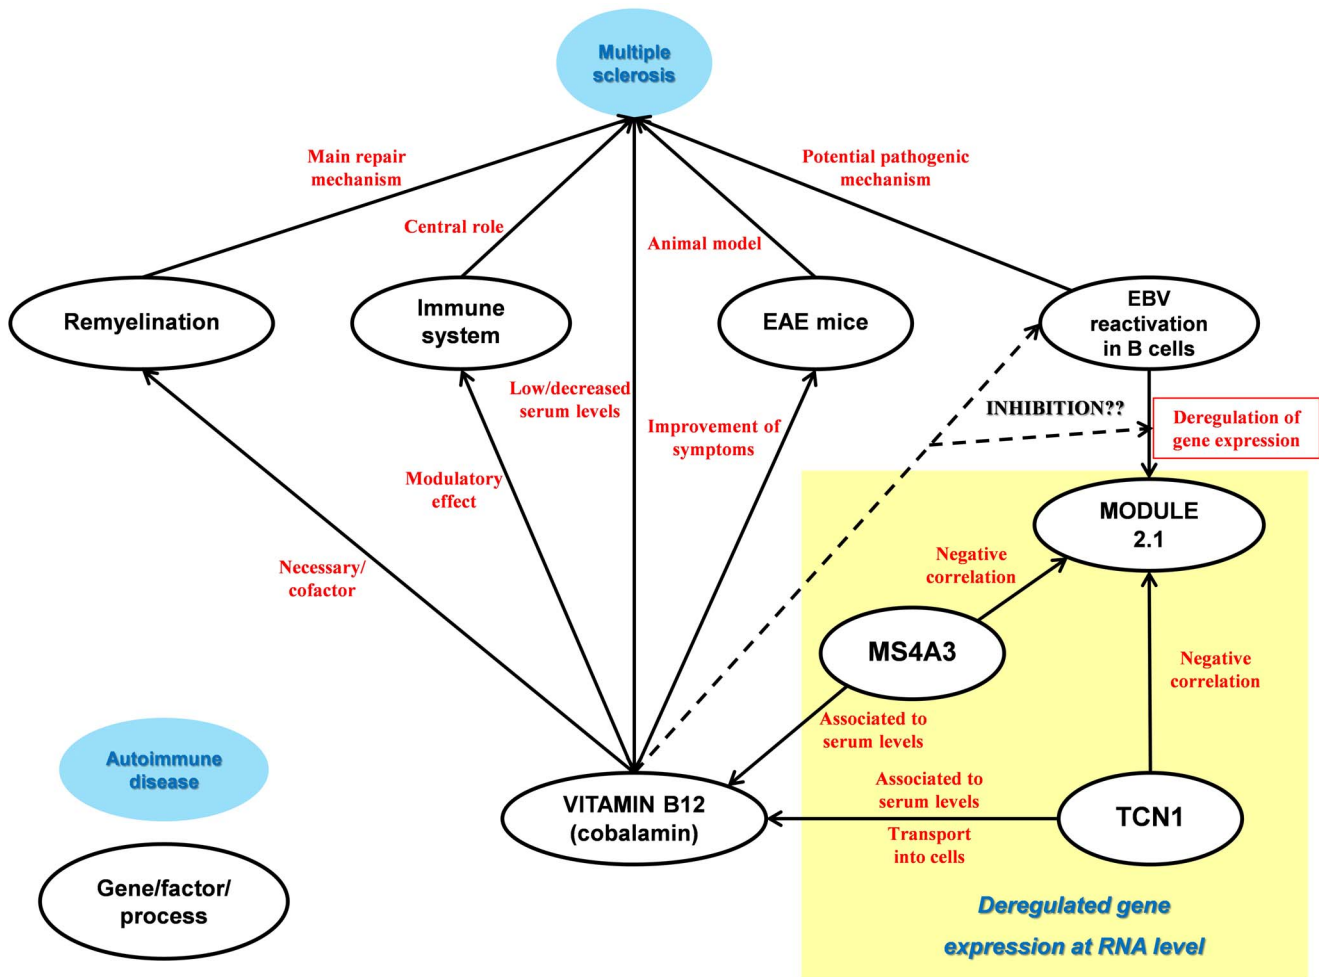 Multiple
sclerosis
Main repair
mechanism
Potential pathogenic
mechanism
Central role
Animal model
Remyelination
Immune
system
EAE mice
EBV
reactivation
in B cells
Low/decreased
serum levels
INHIBITION??
Deregulation of
gene expression
Improvement of
symptoms
Modulatory
effect
MODULE
2.1
Necessary/
cofactor
Negative
correlation
MS4A3
Negative
correlation
Associated to
serum levels
Autoimmune
disease
VITAMIN B12
(cobalamin)
Associated to
serum levels
Transport
into cells
TCN1
Gene/factor/
process
Deregulated gene
expression at RNA level